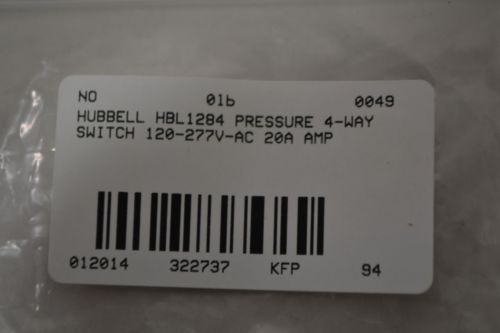 NO 01b 0049
HUBBELL HBL1284 PRESSURE 4-WAY
SWITCH 120-277V-AC 20A AMP
012014 322737 KFP 94